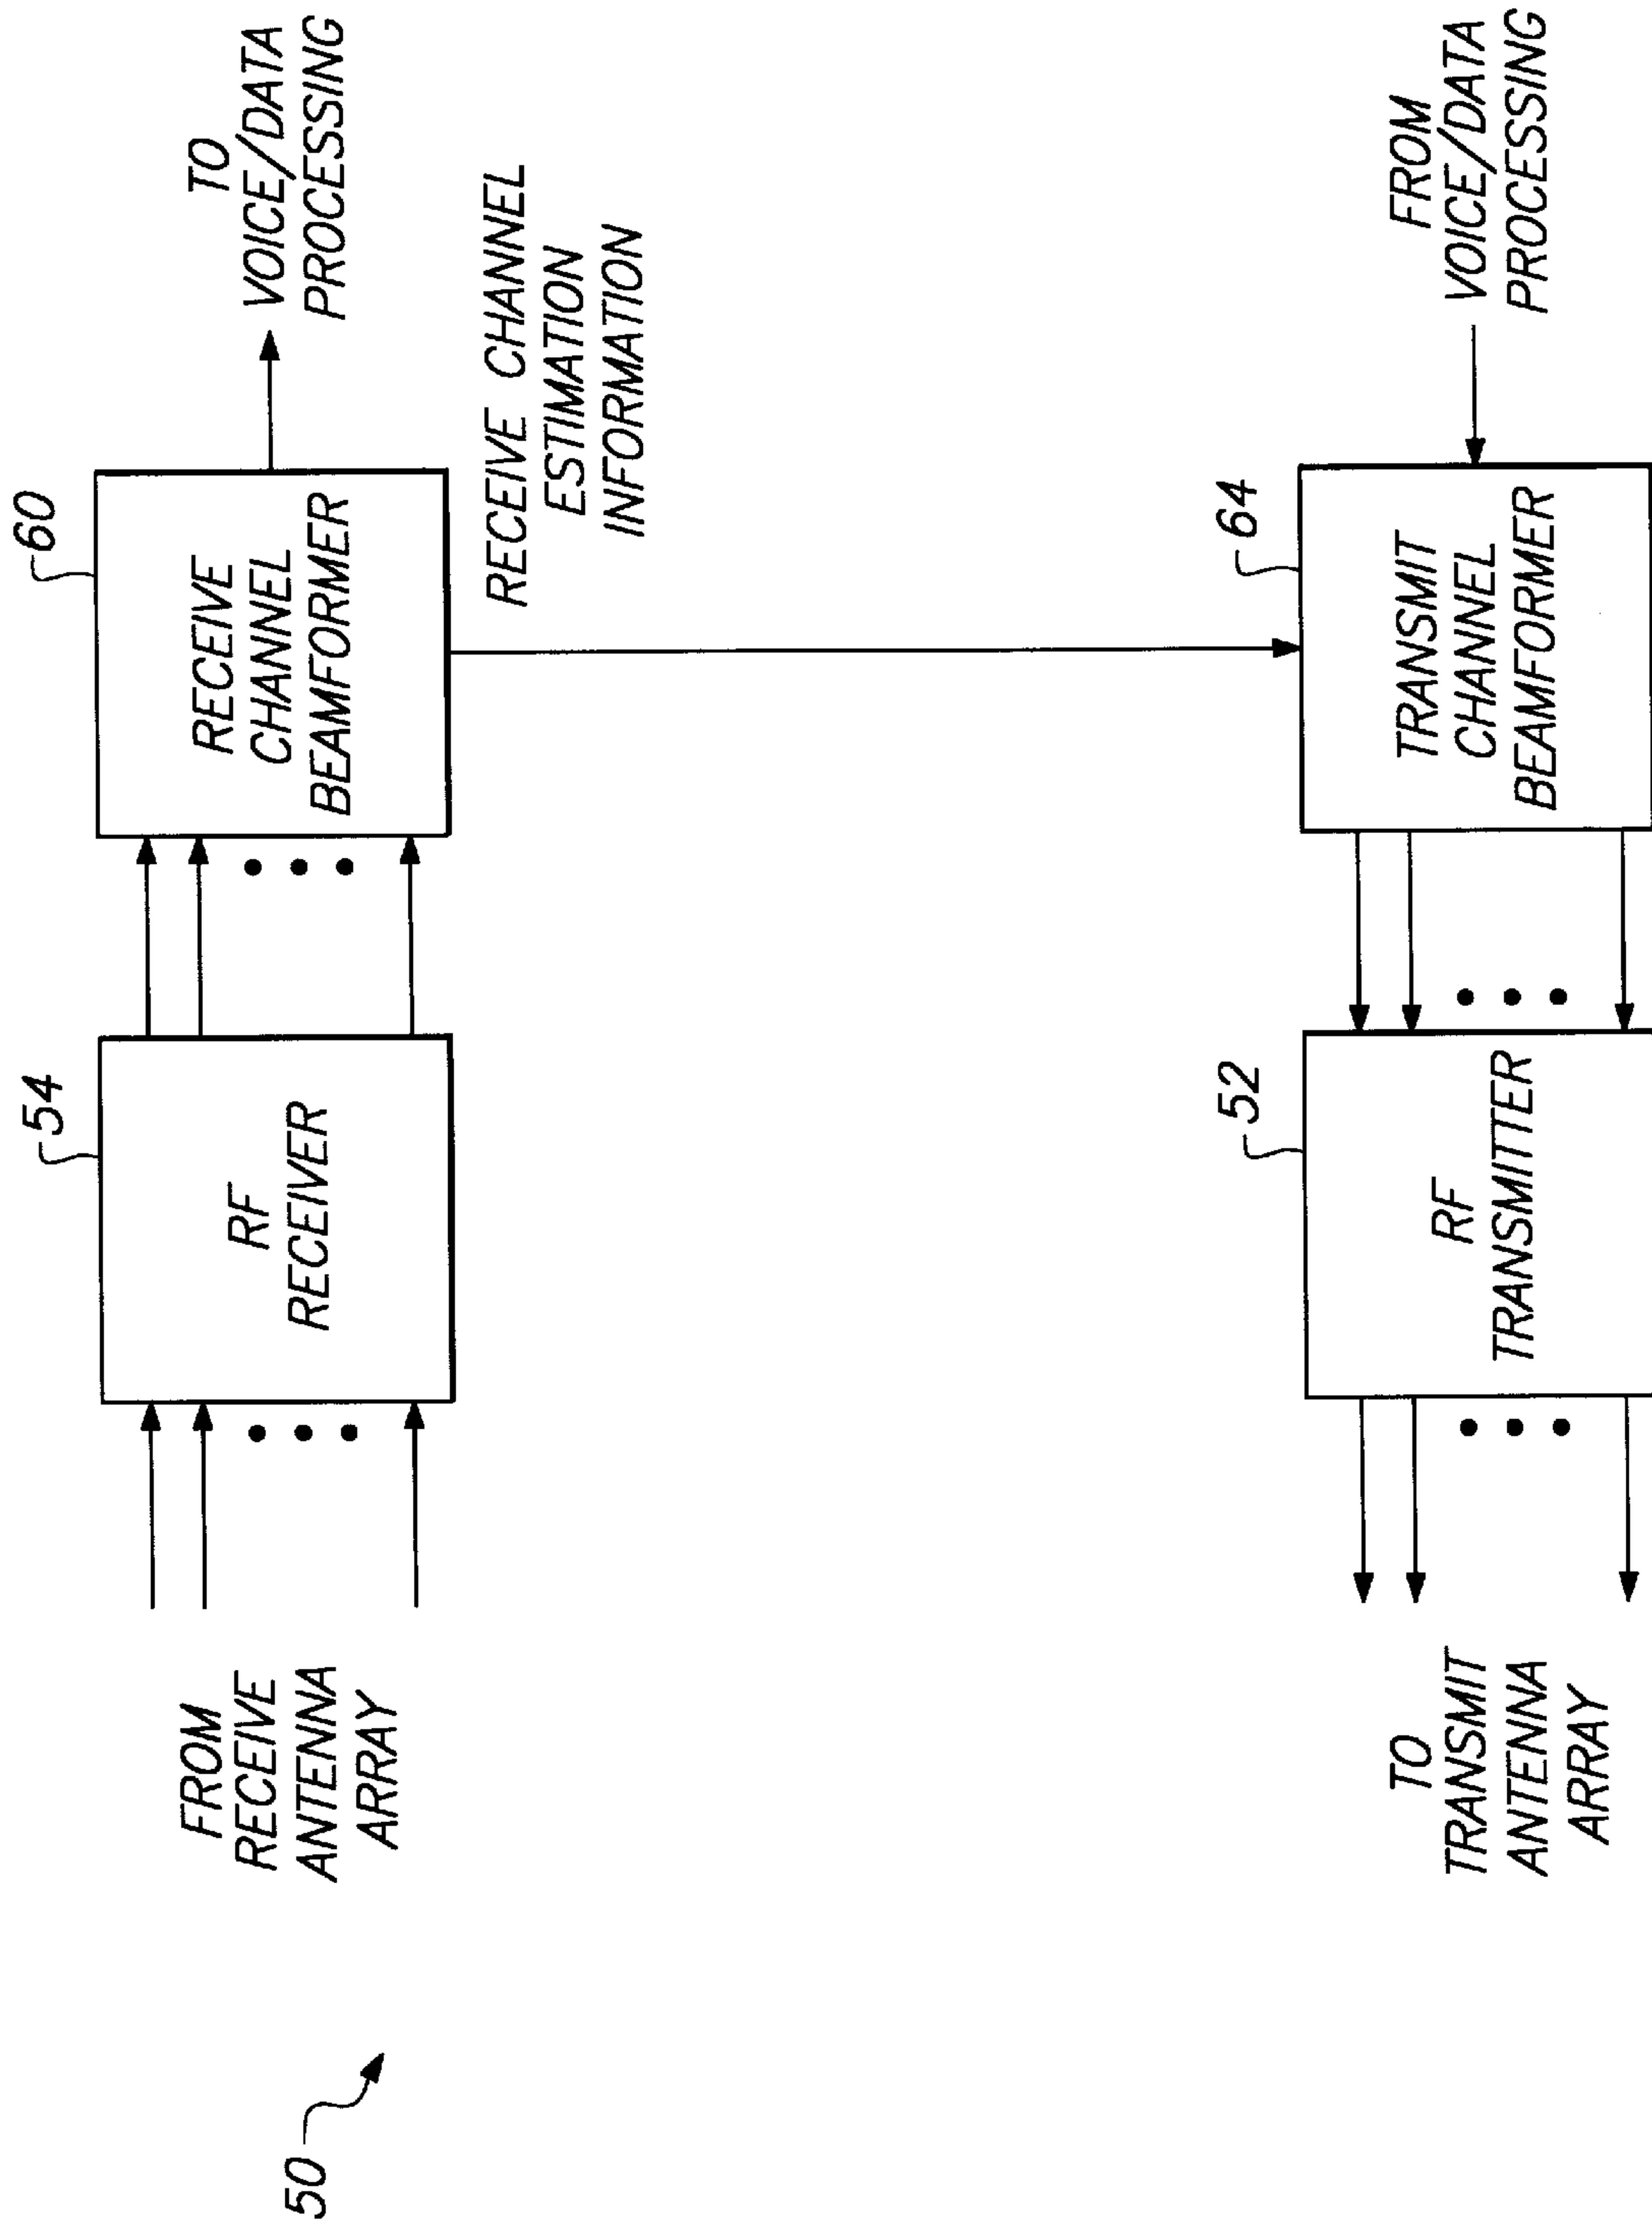 50
FROM
RECEIVE
ANTENNA
ARRAY
54
RF
RECEIVER
60
RECEIVE
CHANNEL
BEAMFORMER
TO
VOICE/DATA
PROCESSING
RECEIVE CHANNEL
ESTIMATION
INFORMATION
TO
TRANSMIT
ANTENNA
ARRAY
52
RF
TRANSMITTER
64
TRANSMIT
CHANNEL
BEAMFORMER
FROM
VOICE/DATA
PROCESSING